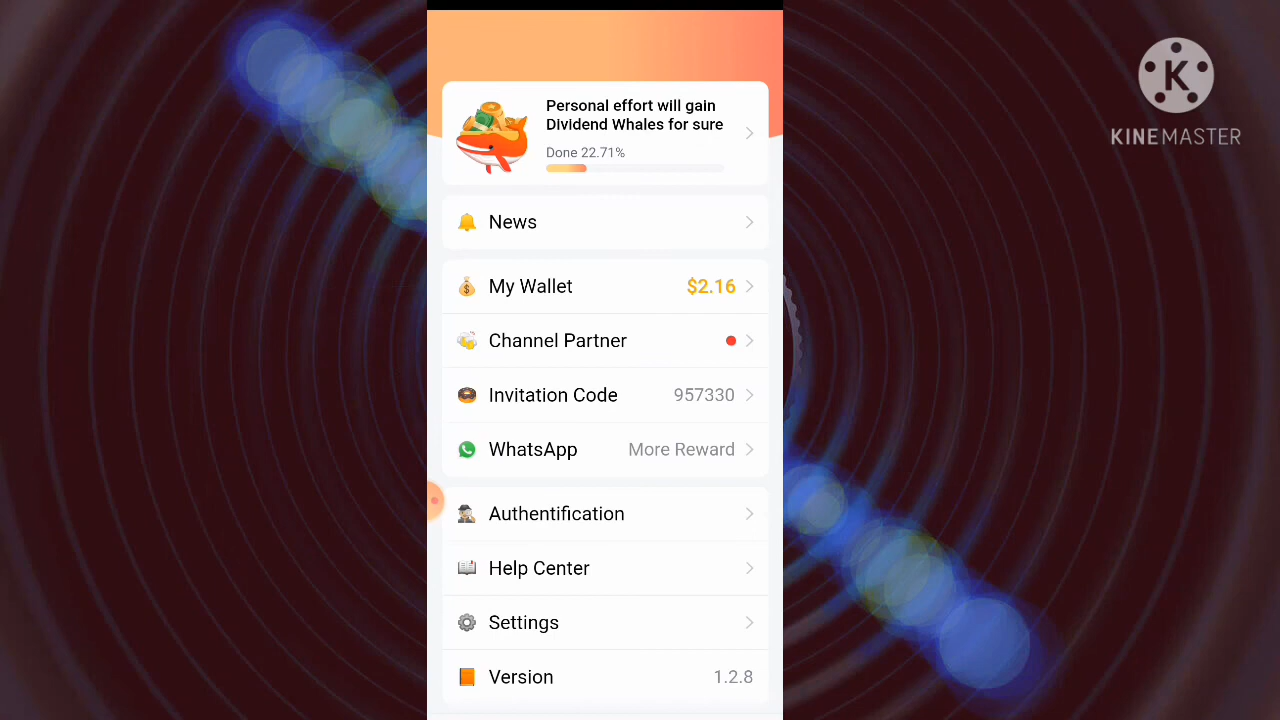 Personal effort will gain
Dividend Whales for sure
Done 22.71%
News
My Wallet $2.16
Channel Partner
Invitation Code 957330
WhatsApp More Reward
Authentification
Help Center
Settings
Version 1.2.8
K
KINEMASTER